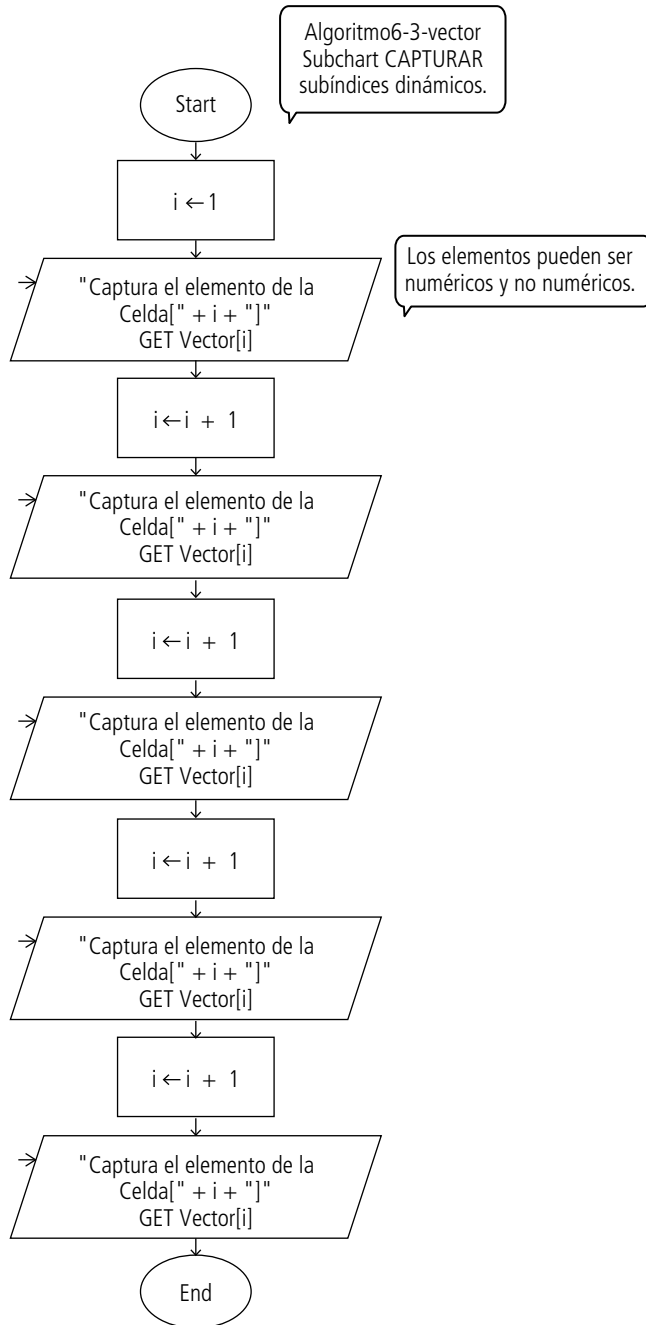 Algoritmo6-3-vector
Subchart CAPTURAR
subíndices dinámicos.
Start
i ← 1
"Captura el elemento de la
Celda[" + i + "]"
GET Vector[i]
Los elementos pueden ser
numéricos y no numéricos.
i ← i + 1
"Captura el elemento de la
Celda[" + i + "]"
GET Vector[i]
i ← i + 1
"Captura el elemento de la
Celda[" + i + "]"
GET Vector[i]
i ← i + 1
"Captura el elemento de la
Celda[" + i + "]"
GET Vector[i]
i ← i + 1
"Captura el elemento de la
Celda[" + i + "]"
GET Vector[i]
End